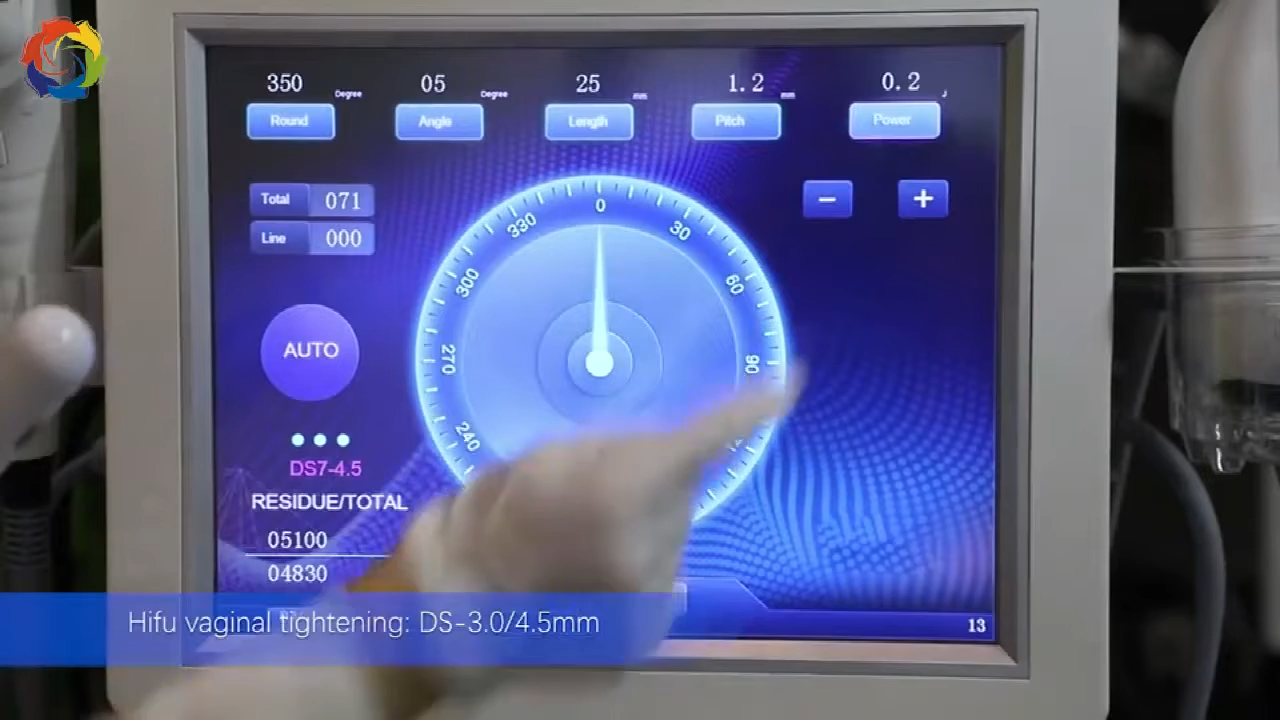 350 Degree 05 Degree 25 mm 1.2 mm 0.2 J
Round Angle Length Pitch Power
Total 071
Line 000
− +
0
30
60
90
240
270
300
330
AUTO
DS7-4.5
RESIDUE/TOTAL
05100
04830
Hifu vaginal tightening: DS-3.0/4.5mm
13